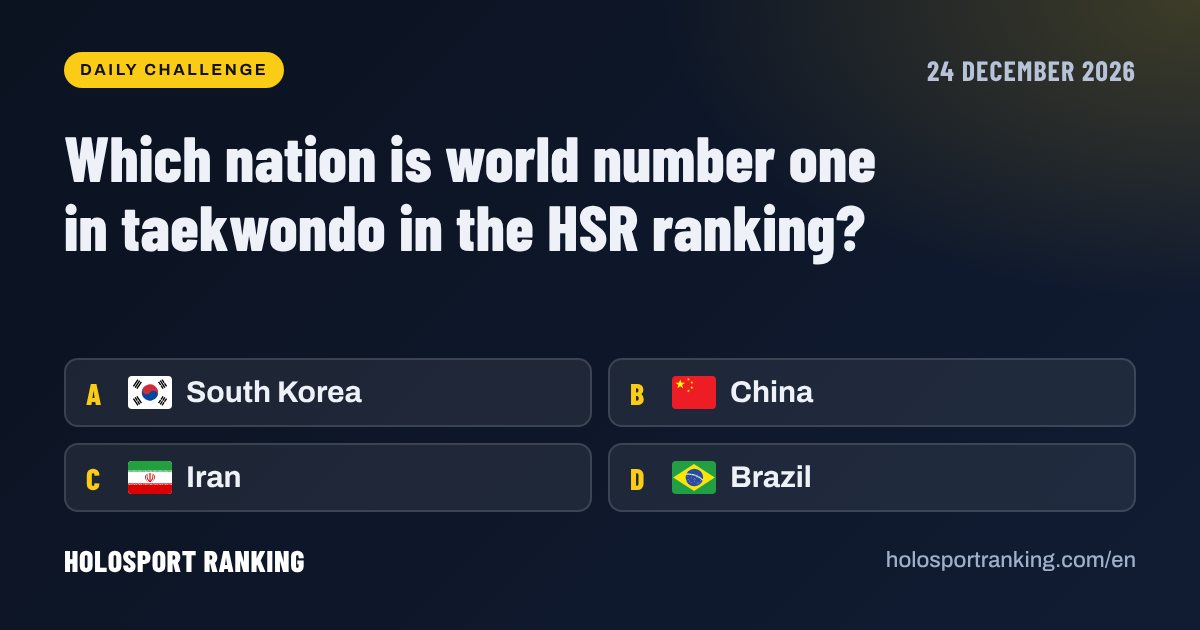 DAILY CHALLENGE
24 DECEMBER 2026
Which nation is world number one
in taekwondo in the HSR ranking?
A South Korea
B China
C Iran
D Brazil
HOLOSPORT RANKING
holosportranking.com/en